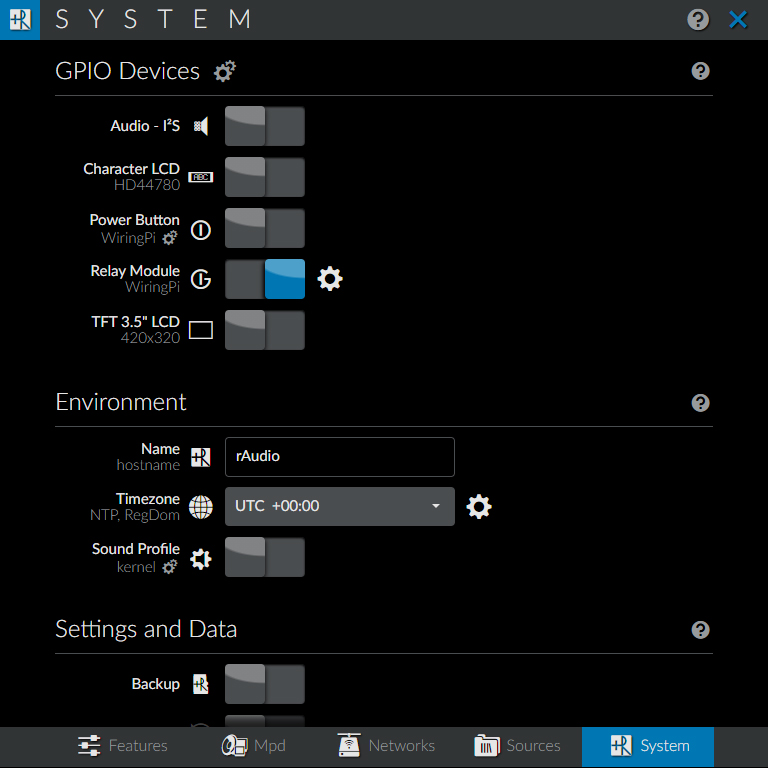 SYSTEM
GPIO Devices
Audio - I²S
Character LCD
HD44780
ABC
Power Button
WiringPi
Relay Module
WiringPi
TFT 3.5" LCD
420x320
Environment
Name
hostname
rAudio
Timezone
NTP, RegDom
UTC +00:00
Sound Profile
kernel
Settings and Data
Backup
Features
Mpd
Networks
Sources
System